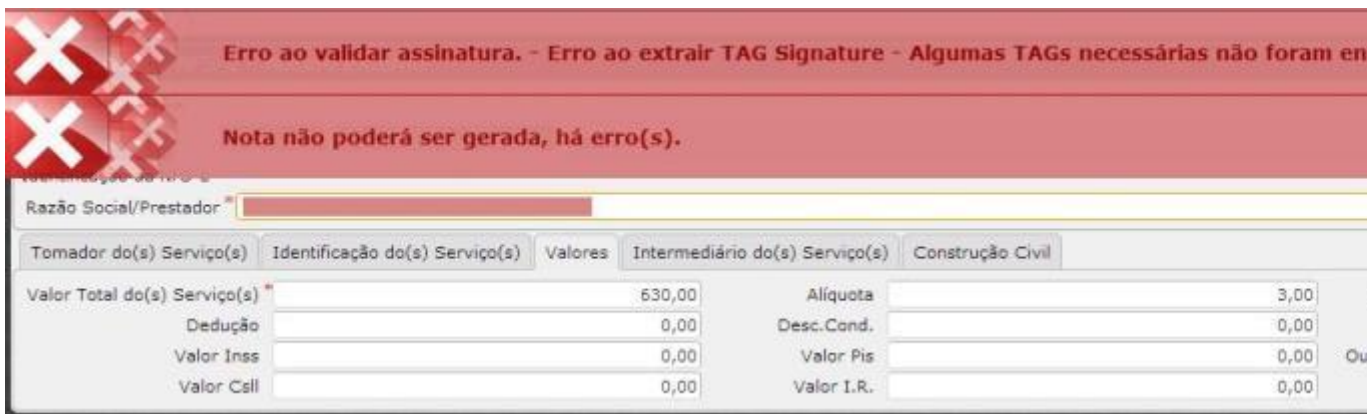 Erro ao validar assinatura. - Erro ao extrair TAG Signature - Algumas TAGs necessárias não foram en
Nota não poderá ser gerada, há erro(s).
Razão Social/Prestador *
Tomador do(s) Serviço(s) Identificação do(s) Serviço(s) Valores Intermediário do(s) Serviço(s) Construção Civil
Valor Total do(s) Serviço(s) * 630,00 Alíquota 3,00
Dedução 0,00 Desc.Cond. 0,00
Valor Inss 0,00 Valor Pis 0,00 Ou
Valor Csll 0,00 Valor I.R. 0,00